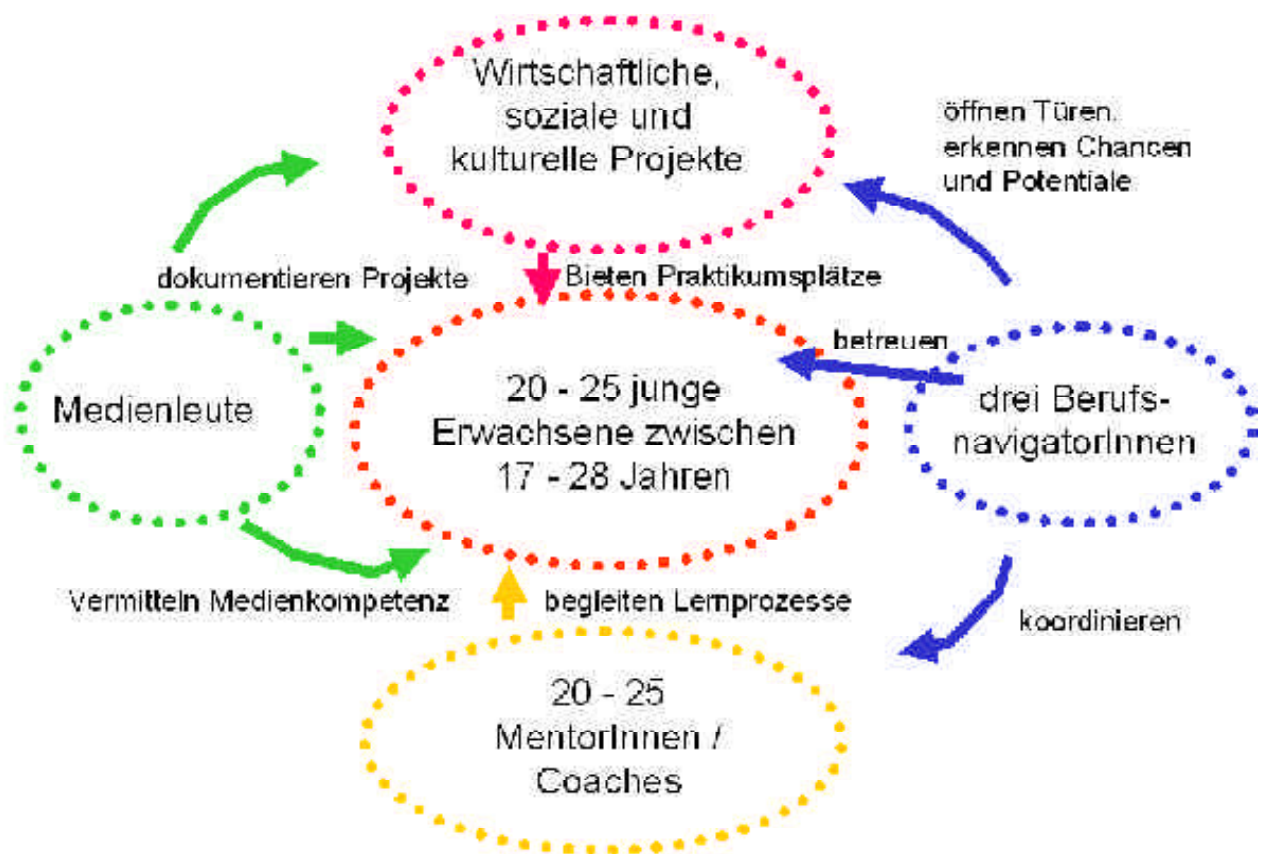 Wirtschaftliche,
soziale und
kulturelle Projekte
öffnen Türen,
erkennen Chancen
und Potentiale
dokumentieren Projekte
Bieten Praktikumsplätze
betreuen
Medienleute
20 - 25 junge
Erwachsene zwischen
17 - 28 Jahren
drei Berufs-
navigatorInnen
Vermitteln Medienkompetenz
begleiten Lernprozesse
koordinieren
20 - 25
MentorInnen /
Coaches